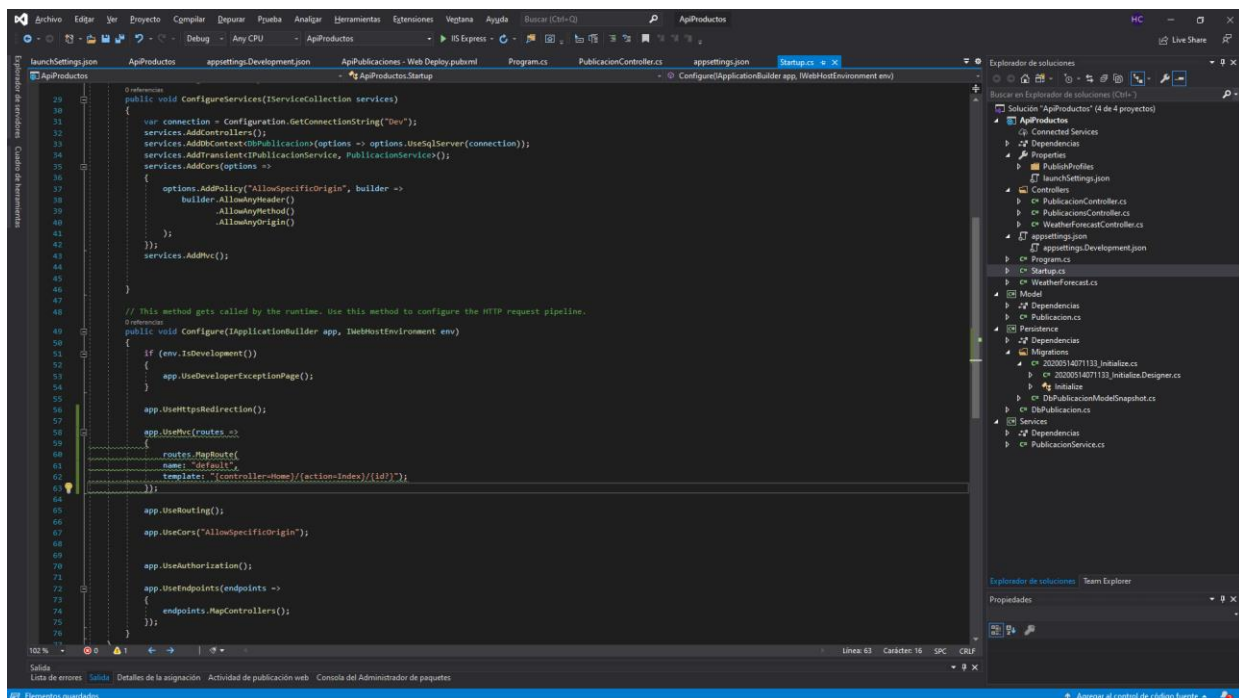 Archivo Editar Ver Proyecto Compilar Depurar Prueba Analizar Herramientas Extensiones Ventana Ayuda Buscar (Ctrl+Q) ApiProductos HC
Debug Any CPU ApiProductos IIS Express Live Share
launchSettings.json ApiProductos appsettings.Development.json ApiPublicaciones - Web Deploy.pubxml Program.cs PublicacionController.cs appsettings.json Startup.cs
ApiProductos ApiProductos.Startup Configure(IApplicationBuilder app, IWebHostEnvironment env)
Explorador de servidores
Cuadro de herramientas
0 referencias
29 public void ConfigureServices(IServiceCollection services)
30 {
31 var connection = Configuration.GetConnectionString("Dev");
32 services.AddControllers();
33 services.AddDbContext<DbPublicacion>(options => options.UseSqlServer(connection));
34 services.AddTransient<IPublicacionService, PublicacionService>();
35 services.AddCors(options =>
36 {
37 options.AddPolicy("AllowSpecificOrigin", builder =>
38 builder.AllowAnyHeader()
39 .AllowAnyMethod()
40 .AllowAnyOrigin()
41 );
42 });
43 services.AddMvc();
44
45
46 }
47
48 // This method gets called by the runtime. Use this method to configure the HTTP request pipeline.
0 referencias
49 public void Configure(IApplicationBuilder app, IWebHostEnvironment env)
50 {
51 if (env.IsDevelopment())
52 {
53 app.UseDeveloperExceptionPage();
54 }
55
56 app.UseHttpsRedirection();
57
58 app.UseMvc(routes =>
59 {
60 routes.MapRoute(
61 name: "default",
62 template: "{controller=Home}/{action=Index}/{id?}");
63 });
64
65 app.UseRouting();
66
67 app.UseCors("AllowSpecificOrigin");
68
69
70 app.UseAuthorization();
71
72 app.UseEndpoints(endpoints =>
73 {
74 endpoints.MapControllers();
75 });
76 }
102 % 0 1 Línea: 63 Carácter: 16 SPC CRLF
Salida
Lista de errores Salida Detalles de la asignación Actividad de publicación web Consola del Administrador de paquetes
Elementos guardados Agregar al control de código fuente
Explorador de soluciones
Buscar en Explorador de soluciones (Ctrl+')
Solución "ApiProductos" (4 de 4 proyectos)
ApiProductos
Connected Services
Dependencias
Properties
PublishProfiles
launchSettings.json
Controllers
PublicacionController.cs
PublicacionsController.cs
WeatherForecastController.cs
appsettings.json
appsettings.Development.json
Program.cs
Startup.cs
WeatherForecast.cs
Model
Dependencias
Publicacion.cs
Persistence
Dependencias
Migrations
20200514071133_Initialize.cs
20200514071133_Initialize.Designer.cs
Initialize
DbPublicacionModelSnapshot.cs
DbPublicacion.cs
Services
Dependencias
PublicacionService.cs
Explorador de soluciones Team Explorer
Propiedades